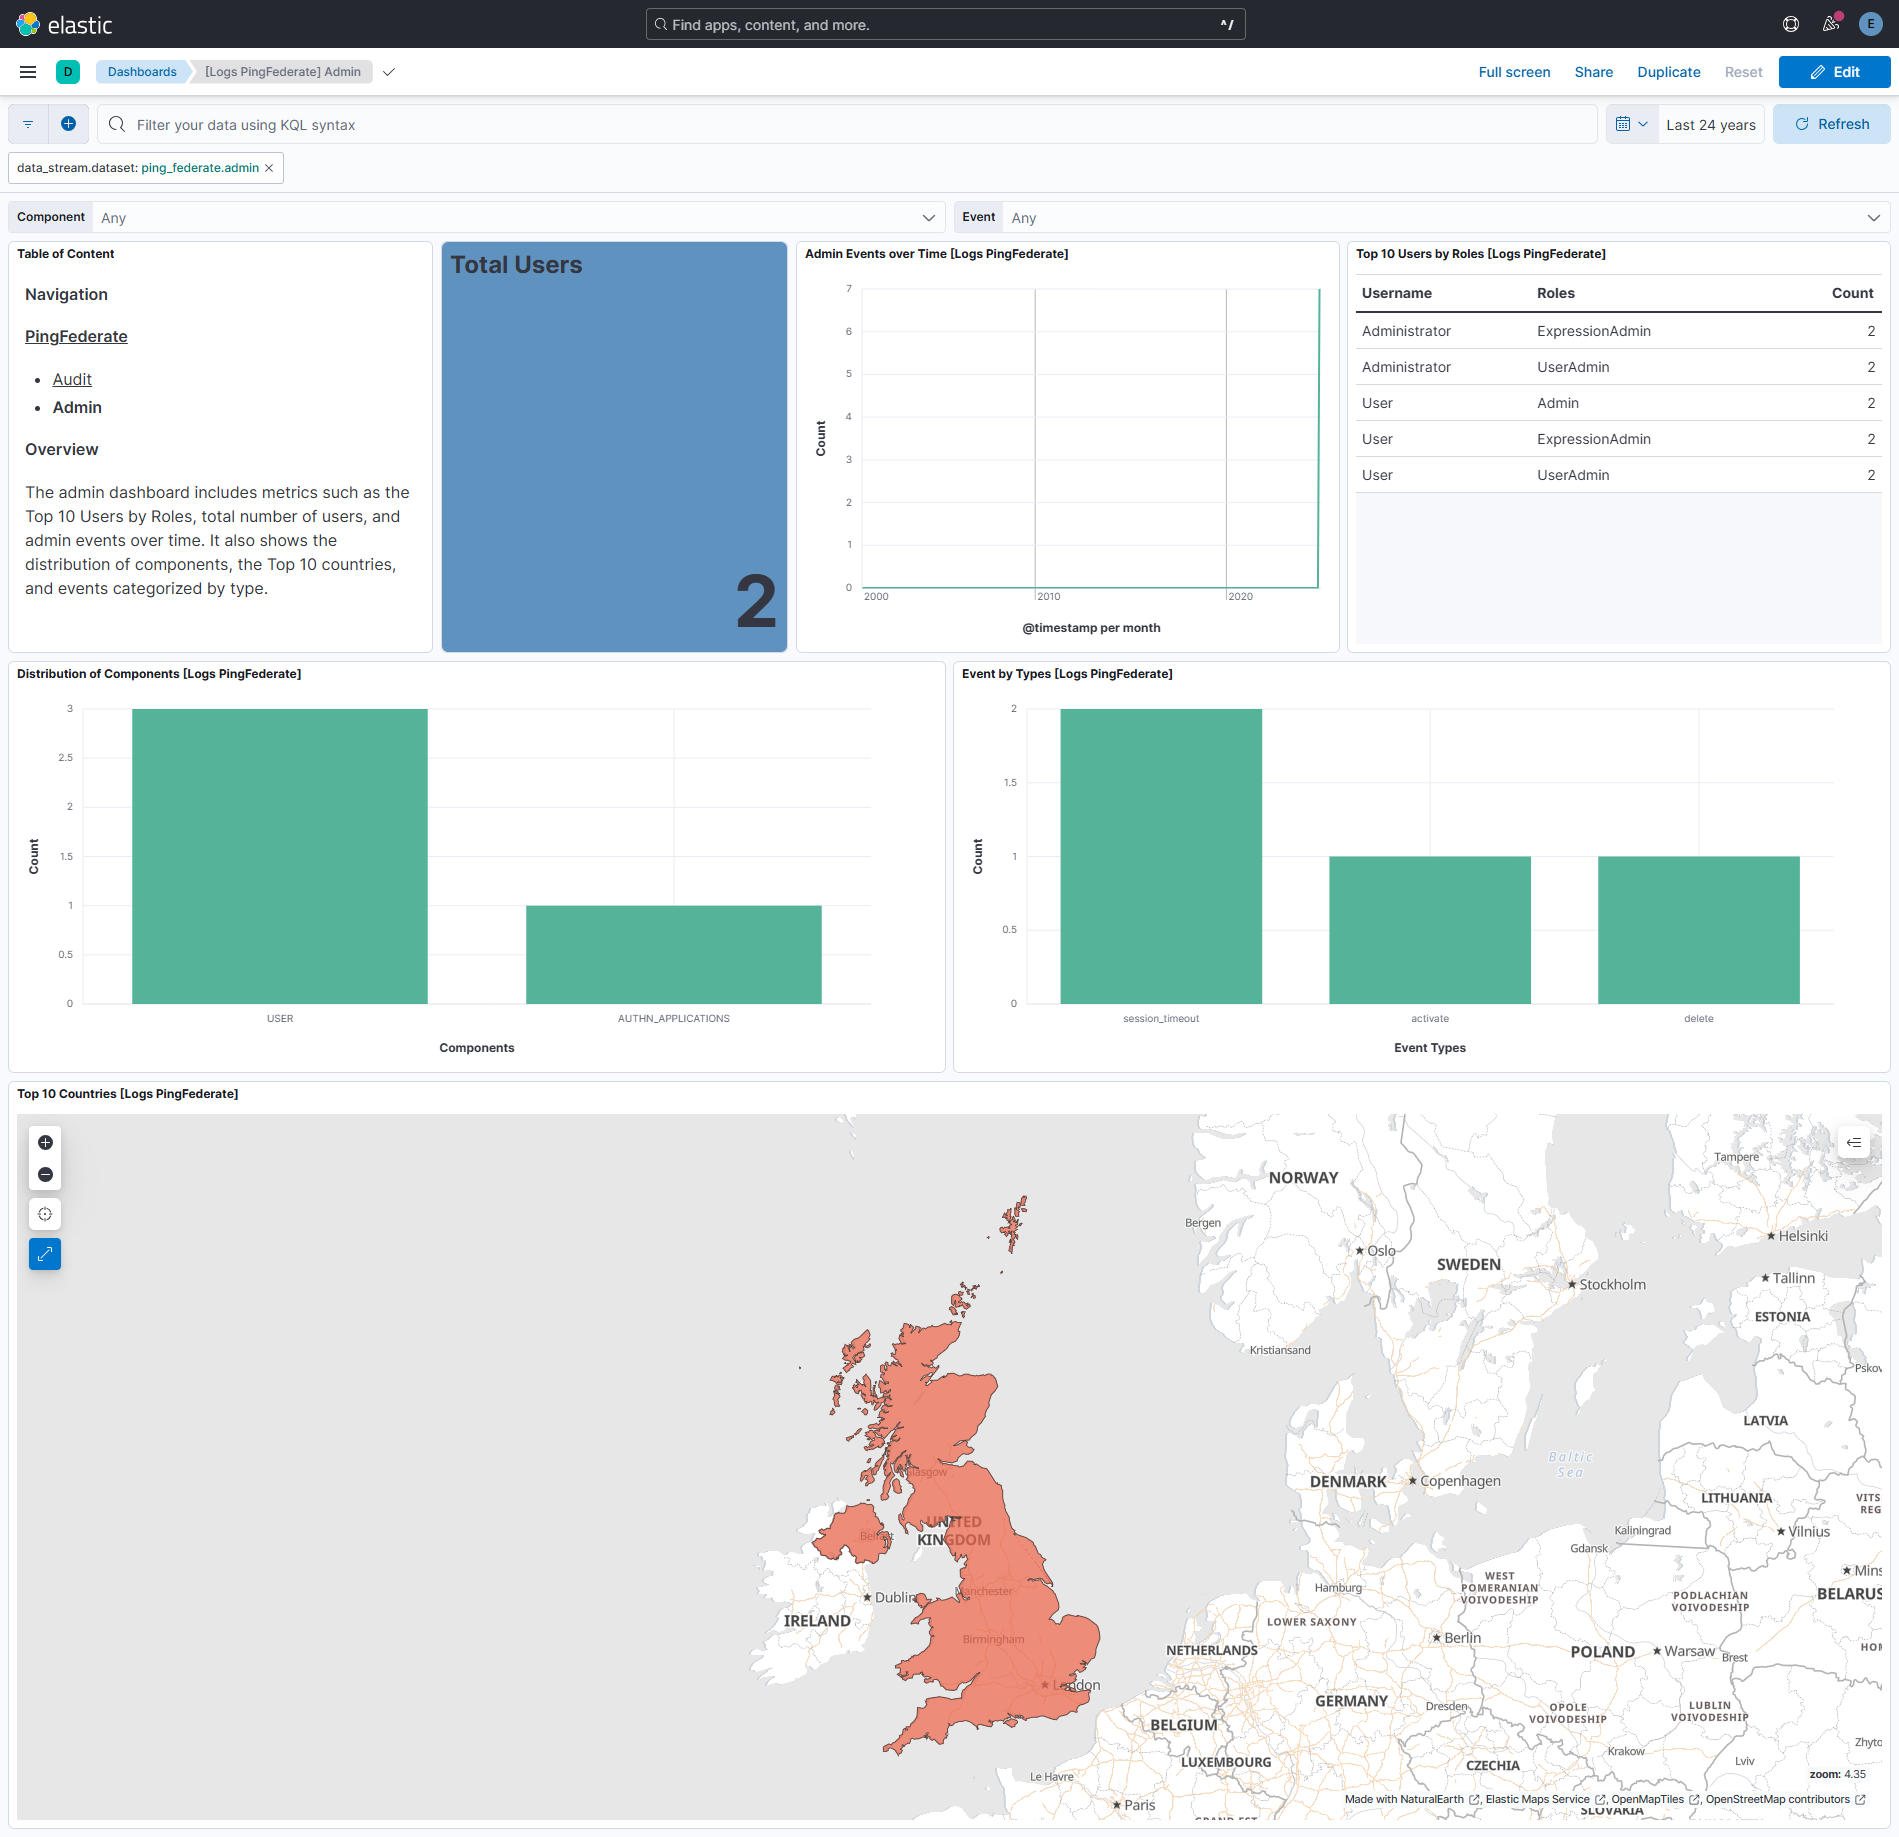 elastic
Find apps, content, and more.
^/
E
D
Dashboards
[Logs PingFederate] Admin
Full screen
Share
Duplicate
Reset
Edit
Filter your data using KQL syntax
Last 24 years
Refresh
data_stream.dataset: ping_federate.admin
Component
Any
Event
Any
Table of Content
Navigation
PingFederate
• Audit
• Admin
Overview
The admin dashboard includes metrics such as the
Top 10 Users by Roles, total number of users, and
admin events over time. It also shows the
distribution of components, the Top 10 countries,
and events categorized by type.
Total Users
2
Admin Events over Time [Logs PingFederate]
7
6
5
4
3
2
1
0
Count
2000
2010
2020
@timestamp per month
Top 10 Users by Roles [Logs PingFederate]
Username Roles Count
Administrator ExpressionAdmin 2
Administrator UserAdmin 2
User Admin 2
User ExpressionAdmin 2
User UserAdmin 2
Distribution of Components [Logs PingFederate]
3
2.5
2
1.5
1
0.5
0
Count
USER
AUTHN_APPLICATIONS
Components
Event by Types [Logs PingFederate]
2
1.5
1
0.5
0
Count
session_timeout
activate
delete
Event Types
Top 10 Countries [Logs PingFederate]
Tampere
NORWAY
Bergen
Helsinki
Oslo
SWEDEN
Tallinn
Stockholm
ESTONIA
Kristiansand
Pskov
LATVIA
Baltic
Sea
Glasgow
DENMARK
Copenhagen
LITHUANIA
VITS
REG
UNITED
KINGDOM
Belfast
Kaliningrad
Vilnius
Gdansk
Mins
WEST
POMERANIAN
VOIVODESHIP
Hamburg
Manchester
Dublin
PODLACHIAN
VOIVODESHIP
BELARUS
IRELAND
LOWER SAXONY
Birmingham
Berlin
NETHERLANDS
POLAND
Warsaw
Brest
HOM
London
GERMANY
Dresden
OPOLE
VOIVODESHIP
LUBLIN
VOIVODESHIP
BELGIUM
Zhyto
Krakow
LUXEMBOURG
CZECHIA
Lviv
Le Havre
zoom: 4.35
Paris
Made with NaturalEarth , Elastic Maps Service , OpenMapTiles , OpenStreetMap contributors
SLOVAKIA
GRAND EST